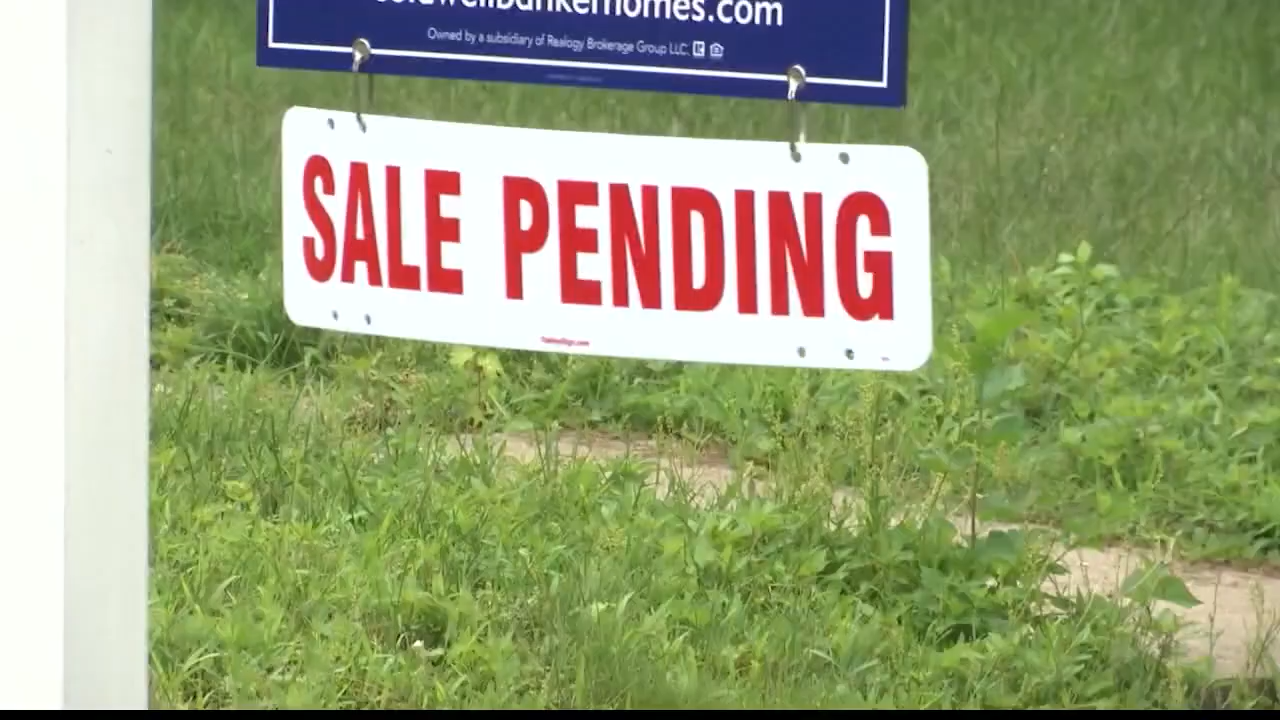 coldwellbankerhomes.com
Owned by a subsidiary of Realogy Brokerage Group LLC.
SALE PENDING